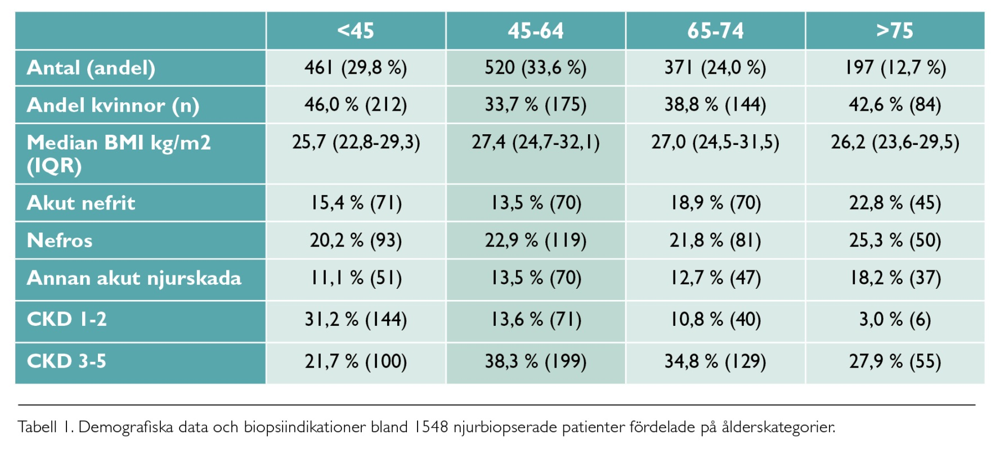 <45 45-64 65-74 >75
Antal (andel) 461 (29,8 %) 520 (33,6 %) 371 (24,0 %) 197 (12,7 %)
Andel kvinnor (n) 46,0 % (212) 33,7 % (175) 38,8 % (144) 42,6 % (84)
Median BMI kg/m2 25,7 (22,8-29,3) 27,4 (24,7-32,1) 27,0 (24,5-31,5) 26,2 (23,6-29,5)
(IQR)
Akut nefrit 15,4 % (71) 13,5 % (70) 18,9 % (70) 22,8 % (45)
Nefros 20,2 % (93) 22,9 % (119) 21,8 % (81) 25,3 % (50)
Annan akut njurskada 11,1 % (51) 13,5 % (70) 12,7 % (47) 18,2 % (37)
CKD 1-2 31,2 % (144) 13,6 % (71) 10,8 % (40) 3,0 % (6)
CKD 3-5 21,7 % (100) 38,3 % (199) 34,8 % (129) 27,9 % (55)
Tabell 1. Demografiska data och biopsiindikationer bland 1548 njurbiopserade patienter fördelade på ålderskategorier.